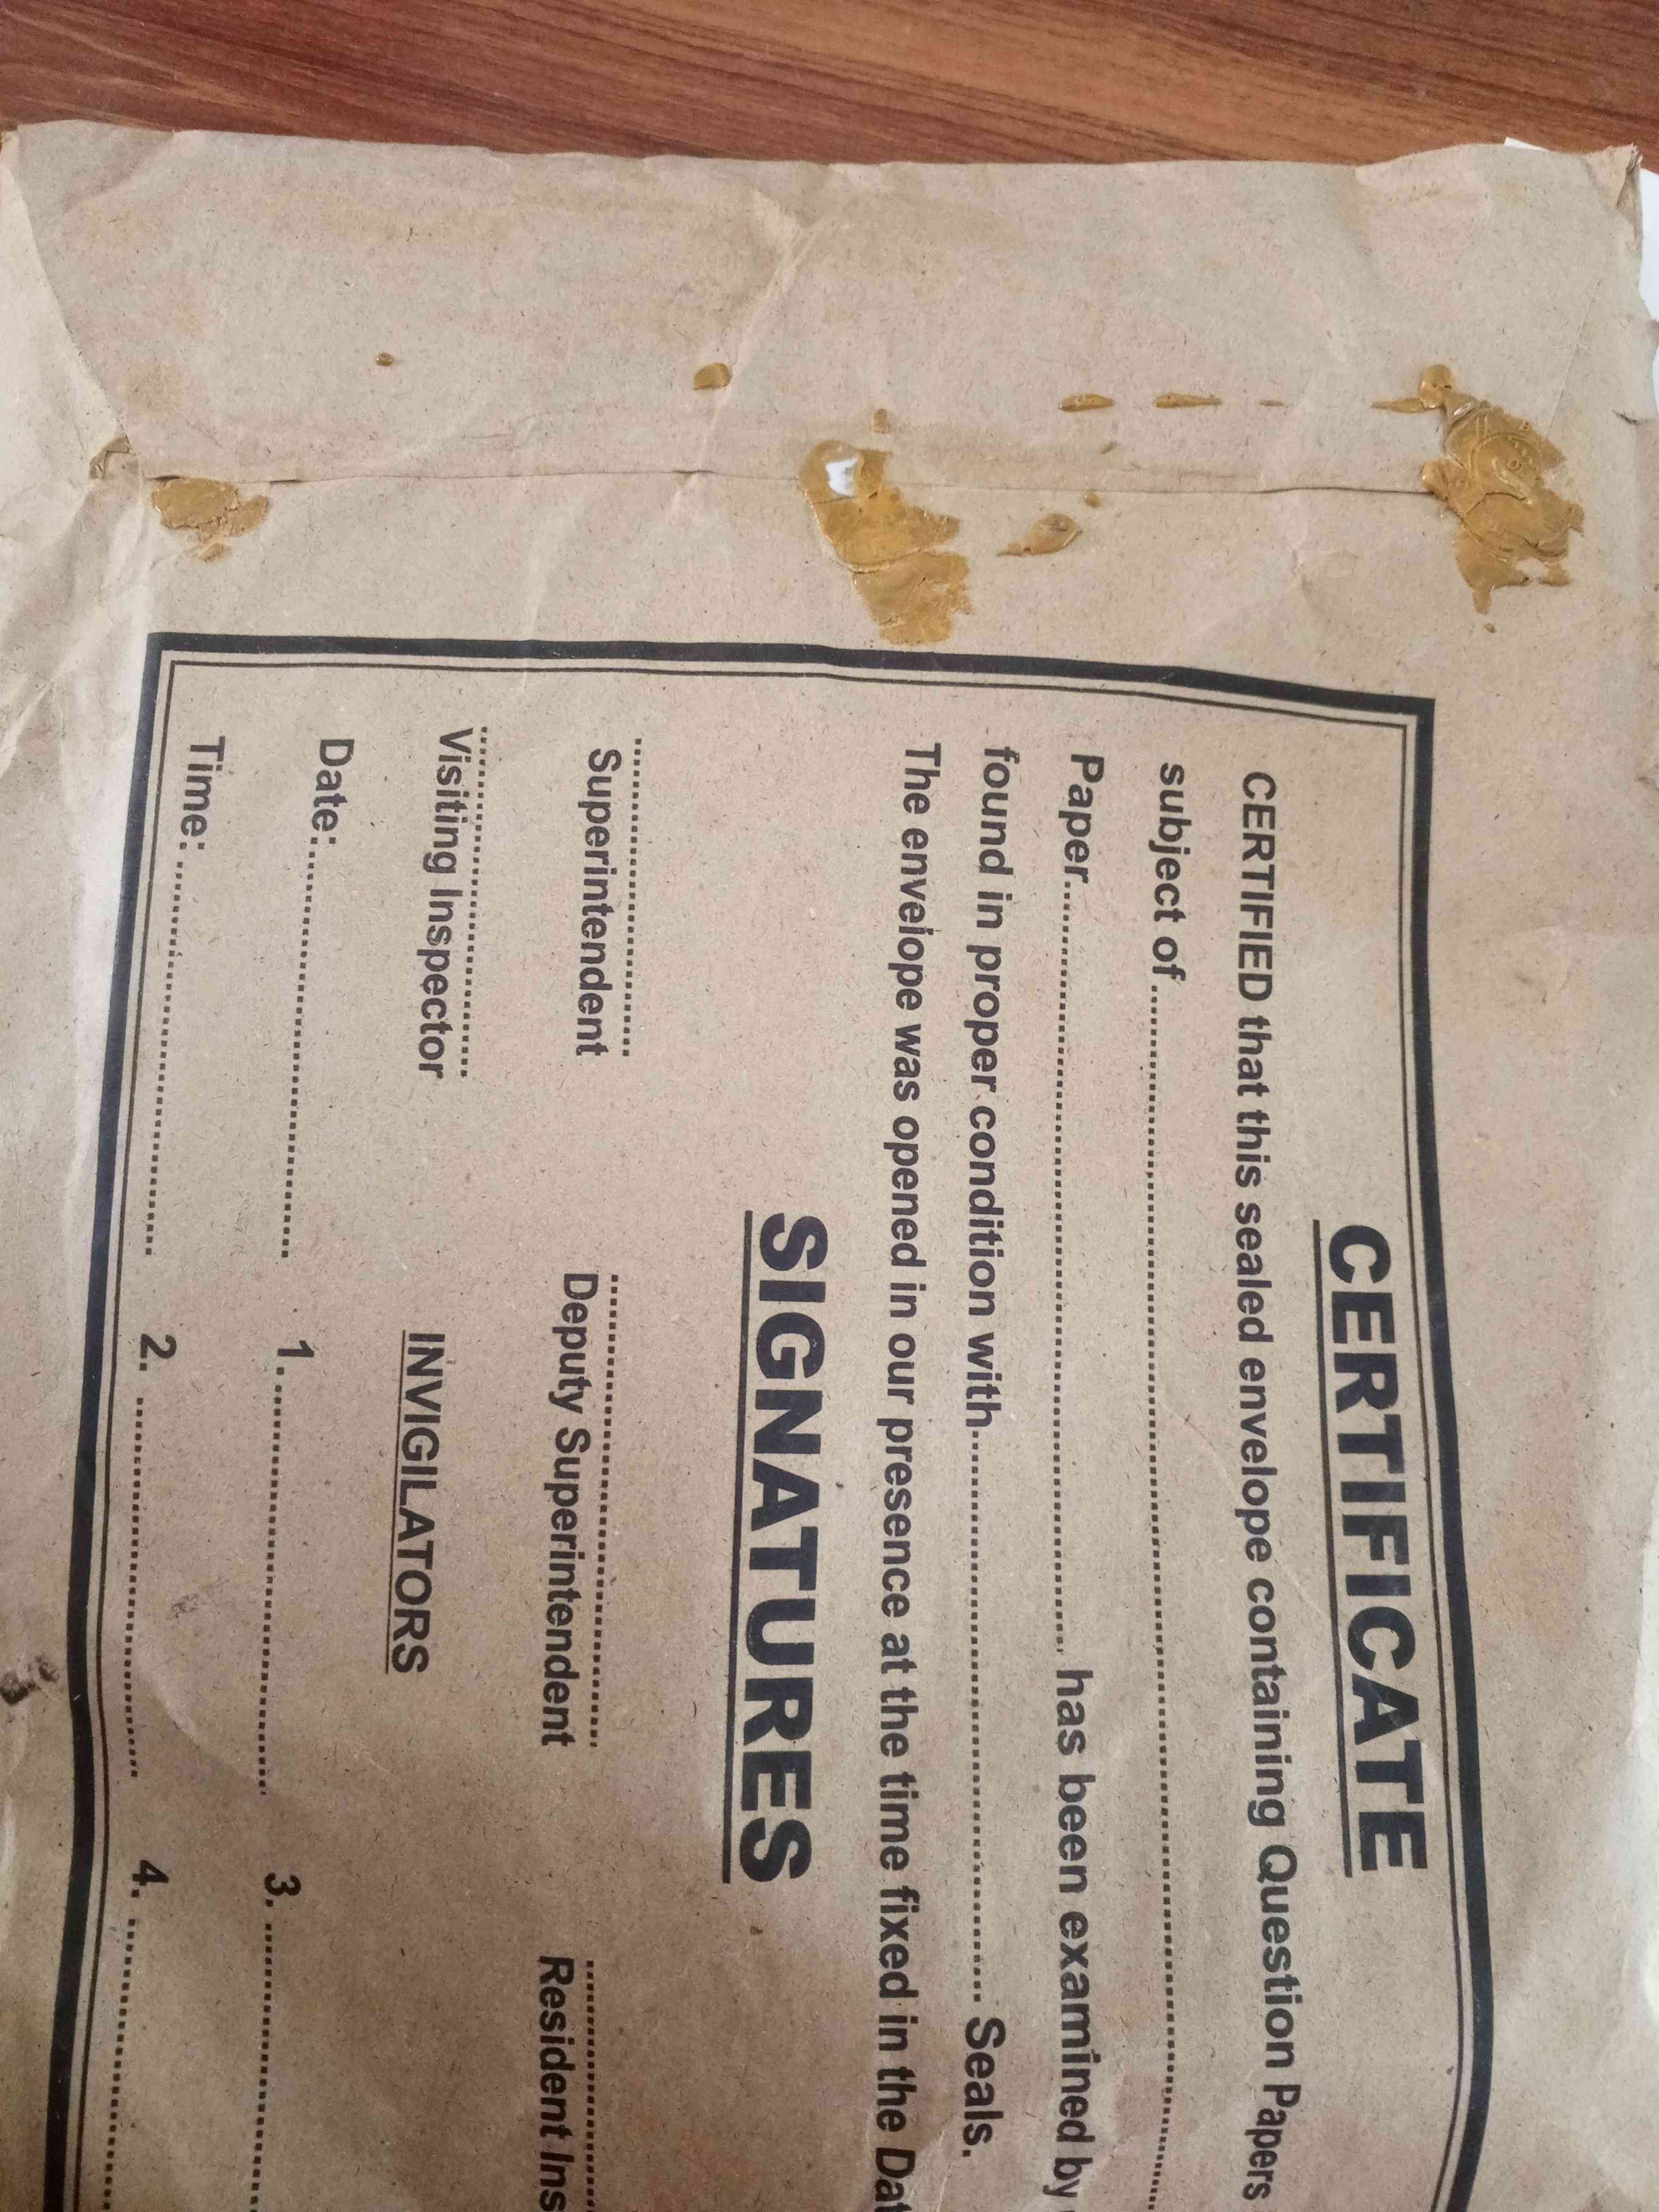 CERTIFICATE
CERTIFIED that this sealed envelope containing Question Papers
subject of
Paper has been examined by
found in proper condition with Seals.
The envelope was opened in our presence at the time fixed in the Dat
SIGNATURES
Superintendent Deputy Superintendent Resident Ins
Visiting Inspector INVIGILATORS
Date: 1. 3.
Time: 2. 4.